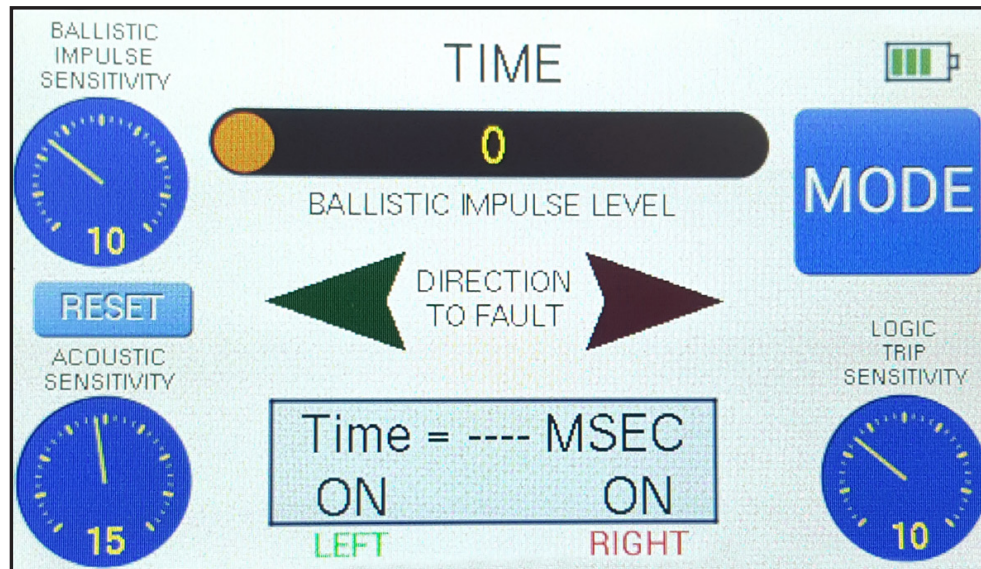 BALLISTIC
IMPULSE
SENSITIVITY
10
TIME
0
BALLISTIC IMPULSE LEVEL
MODE
RESET
DIRECTION
TO FAULT
ACOUSTIC
SENSITIVITY
15
Time = ---- MSEC
ON ON
LEFT RIGHT
LOGIC
TRIP
SENSITIVITY
10